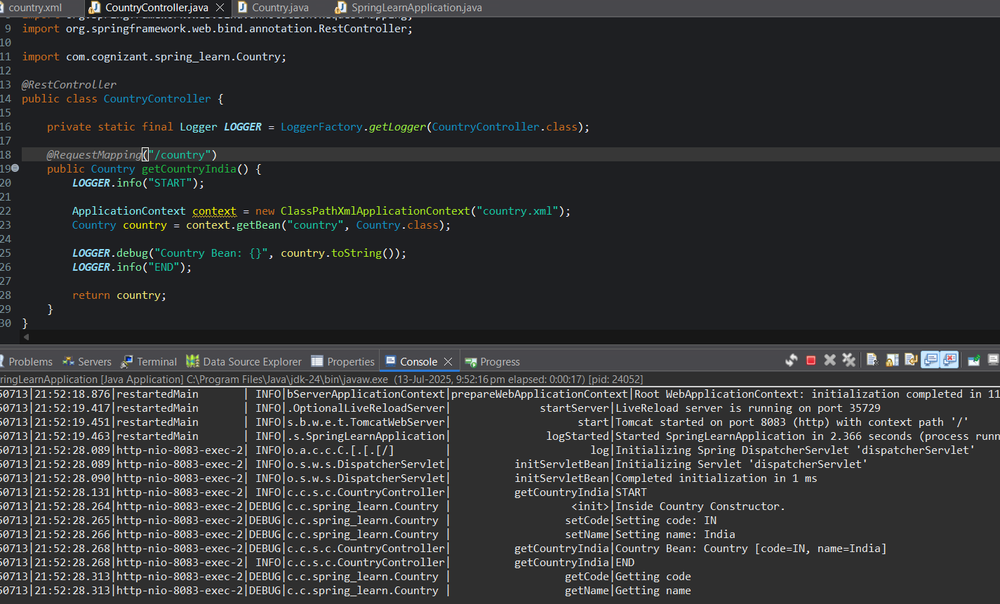 country.xml CountryController.java Country.java SpringLearnApplication.java
9 import org.springframework.web.bind.annotation.RestController;
10
11 import com.cognizant.spring_learn.Country;
12
13 @RestController
14 public class CountryController {
15
16 private static final Logger LOGGER = LoggerFactory.getLogger(CountryController.class);
17
18 @RequestMapping("/country")
19 public Country getCountryIndia() {
20 LOGGER.info("START");
21
22 ApplicationContext context = new ClassPathXmlApplicationContext("country.xml");
23 Country country = context.getBean("country", Country.class);
24
25 LOGGER.debug("Country Bean: {}", country.toString());
26 LOGGER.info("END");
27
28 return country;
29 }
30 }
Problems Servers Terminal Data Source Explorer Properties Console Progress
ringLearnApplication [Java Application] C:\Program Files\Java\jdk-24\bin\javaw.exe (13-Jul-2025, 9:52:16 pm elapsed: 0:00:17) [pid: 24052]
50713|21:52:18.876|restartedMain | INFO|bServerApplicationContext|prepareWebApplicationContext|Root WebApplicationContext: initialization completed in 11
50713|21:52:19.417|restartedMain | INFO|.OptionalLiveReloadServer| startServer|LiveReload server is running on port 35729
50713|21:52:19.451|restartedMain | INFO|s.b.w.e.t.TomcatWebServer| start|Tomcat started on port 8083 (http) with context path '/'
50713|21:52:19.463|restartedMain | INFO|.s.SpringLearnApplication| logStarted|Started SpringLearnApplication in 2.366 seconds (process runn
50713|21:52:28.089|http-nio-8083-exec-2| INFO|o.a.c.c.C.[.[.[/] | log|Initializing Spring DispatcherServlet 'dispatcherServlet'
50713|21:52:28.089|http-nio-8083-exec-2| INFO|o.s.w.s.DispatcherServlet| initServletBean|Initializing Servlet 'dispatcherServlet'
50713|21:52:28.090|http-nio-8083-exec-2| INFO|o.s.w.s.DispatcherServlet| initServletBean|Completed initialization in 1 ms
50713|21:52:28.131|http-nio-8083-exec-2| INFO|c.c.s.c.CountryController| getCountryIndia|START
50713|21:52:28.264|http-nio-8083-exec-2|DEBUG|c.c.spring_learn.Country | <init>|Inside Country Constructor.
50713|21:52:28.265|http-nio-8083-exec-2|DEBUG|c.c.spring_learn.Country | setCode|Setting code: IN
50713|21:52:28.266|http-nio-8083-exec-2|DEBUG|c.c.spring_learn.Country | setName|Setting name: India
50713|21:52:28.268|http-nio-8083-exec-2|DEBUG|c.c.s.c.CountryController| getCountryIndia|Country Bean: Country [code=IN, name=India]
50713|21:52:28.268|http-nio-8083-exec-2| INFO|c.c.s.c.CountryController| getCountryIndia|END
50713|21:52:28.313|http-nio-8083-exec-2|DEBUG|c.c.spring_learn.Country | getCode|Getting code
50713|21:52:28.313|http-nio-8083-exec-2|DEBUG|c.c.spring_learn.Country | getName|Getting name